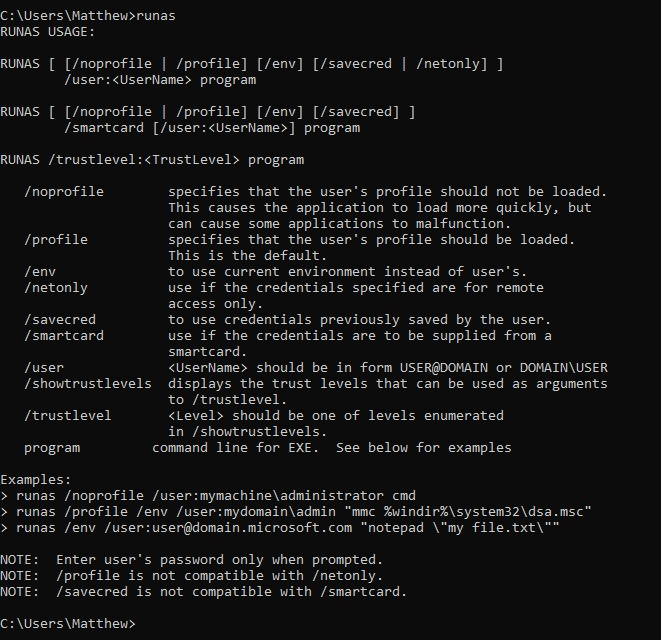 C:\Users\Matthew>runas
RUNAS USAGE:

RUNAS [ [/noprofile | /profile] [/env] [/savecred | /netonly] ]
        /user:<UserName> program

RUNAS [ [/noprofile | /profile] [/env] [/savecred] ]
        /smartcard [/user:<UserName>] program

RUNAS /trustlevel:<TrustLevel> program

   /noprofile        specifies that the user's profile should not be loaded.
                     This causes the application to load more quickly, but
                     can cause some applications to malfunction.
   /profile          specifies that the user's profile should be loaded.
                     This is the default.
   /env              to use current environment instead of user's.
   /netonly          use if the credentials specified are for remote
                     access only.
   /savecred         to use credentials previously saved by the user.
   /smartcard        use if the credentials are to be supplied from a
                     smartcard.
   /user             <UserName> should be in form USER@DOMAIN or DOMAIN\USER
   /showtrustlevels  displays the trust levels that can be used as arguments
                     to /trustlevel.
   /trustlevel       <Level> should be one of levels enumerated
                     in /showtrustlevels.
   program         command line for EXE.  See below for examples

Examples:
> runas /noprofile /user:mymachine\administrator cmd
> runas /profile /env /user:mydomain\admin "mmc %windir%\system32\dsa.msc"
> runas /env /user:user@domain.microsoft.com "notepad \"my file.txt\""

NOTE:  Enter user's password only when prompted.
NOTE:  /profile is not compatible with /netonly.
NOTE:  /savecred is not compatible with /smartcard.

C:\Users\Matthew>